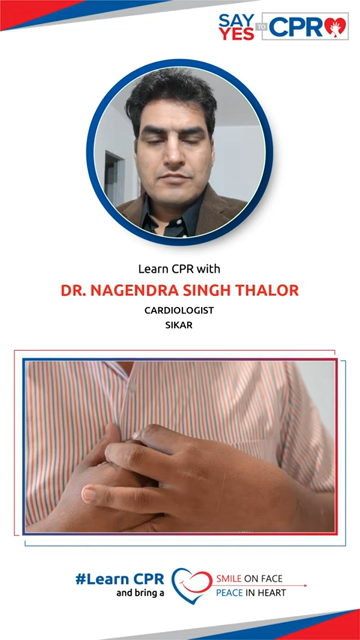 SAY YES TO CPR
Learn CPR with
DR. NAGENDRA SINGH THALOR
CARDIOLOGIST
SIKAR
#Learn CPR
and bring a
SMILE ON FACE
PEACE IN HEART